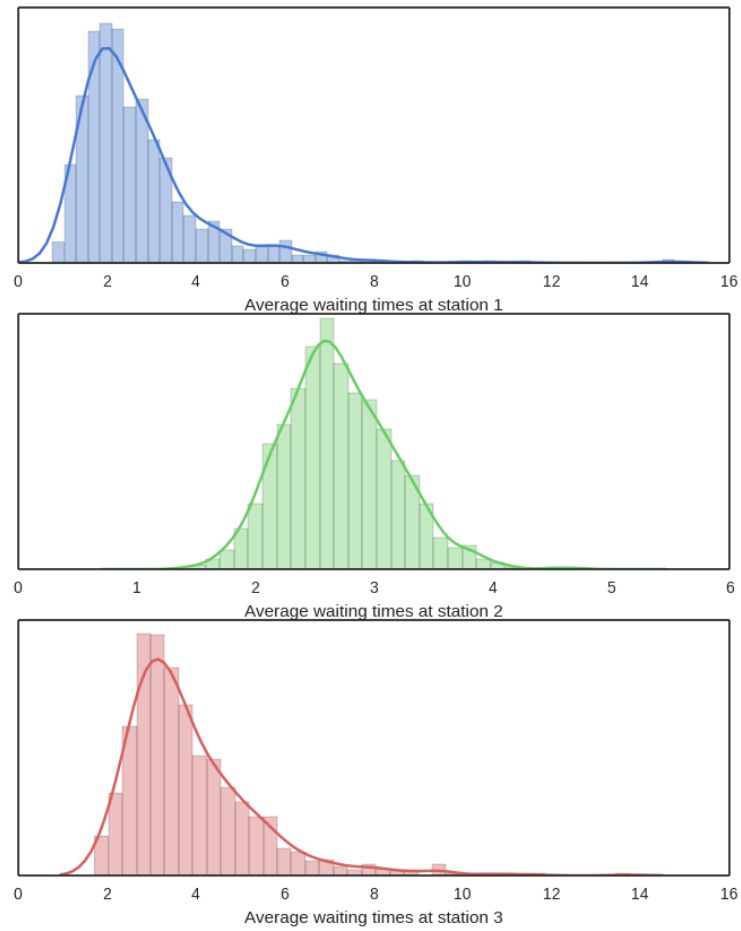 0 2 4 6 8 10 12 14 16
Average waiting times at station 1
0 1 2 3 4 5 6
Average waiting times at station 2
0 2 4 6 8 10 12 14 16
Average waiting times at station 3